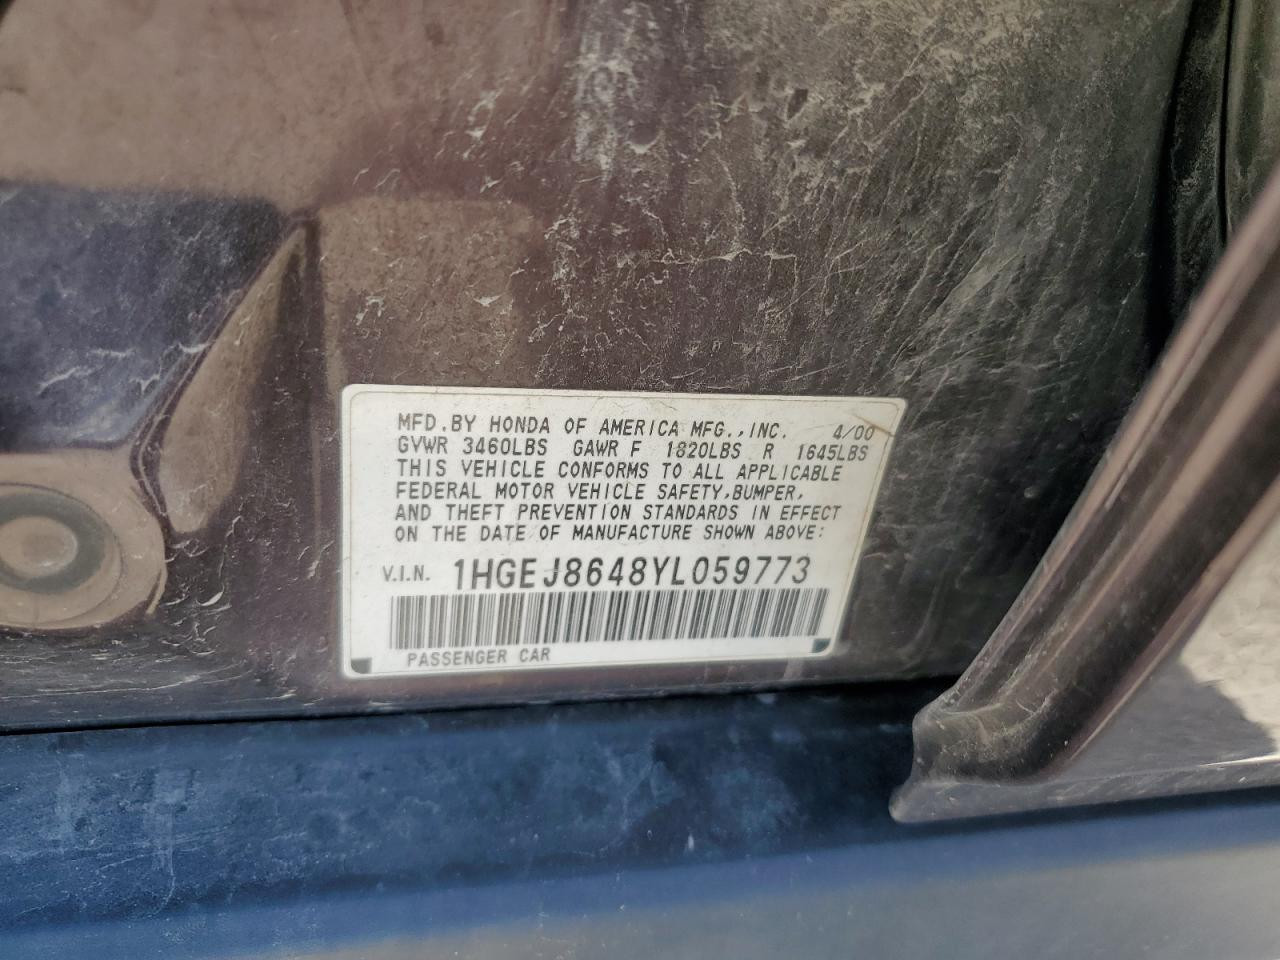 MFD. BY HONDA OF AMERICA MFG., INC. 4/00
GVWR 3460LBS GAWR F 1820LBS R 1645LBS
THIS VEHICLE CONFORMS TO ALL APPLICABLE
FEDERAL MOTOR VEHICLE SAFETY, BUMPER,
AND THEFT PREVENTION STANDARDS IN EFFECT
ON THE DATE OF MANUFACTURE SHOWN ABOVE:
V.I.N. 1HGEJ8648YL059773
PASSENGER CAR